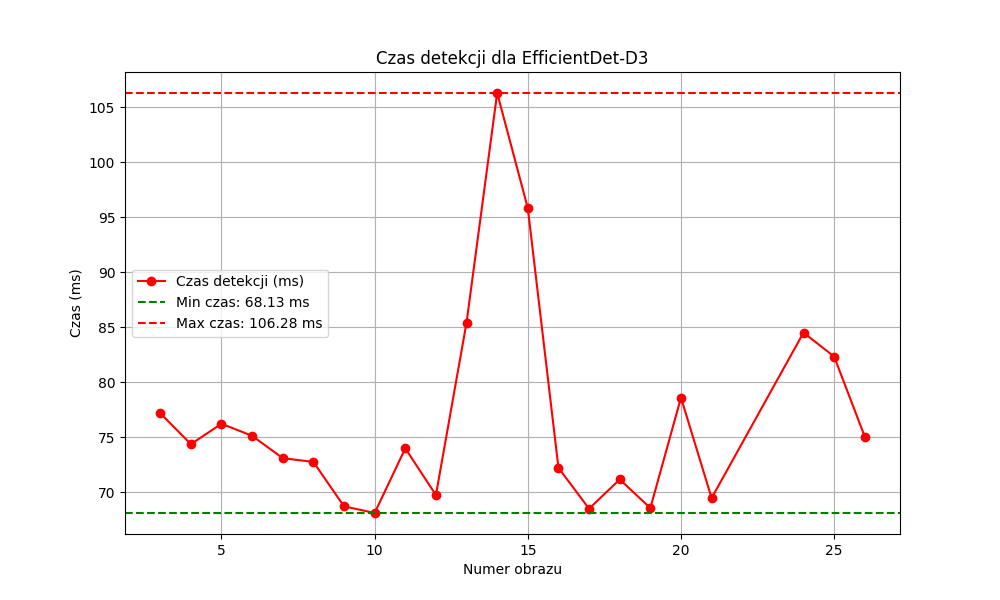 Czas detekcji dla EfficientDet-D3
105
100
95
90
85
80
75
70
Czas (ms)
Czas detekcji (ms)
Min czas: 68.13 ms
Max czas: 106.28 ms
5 10 15 20 25
Numer obrazu